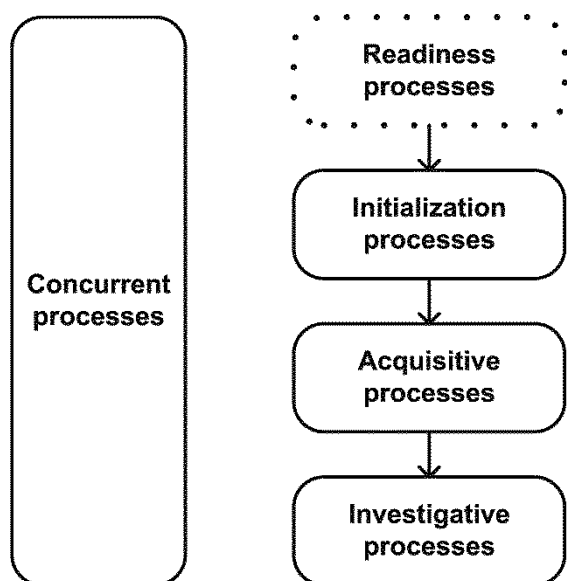 Concurrent
processes
Readiness
processes
Initialization
processes
Acquisitive
processes
Investigative
processes